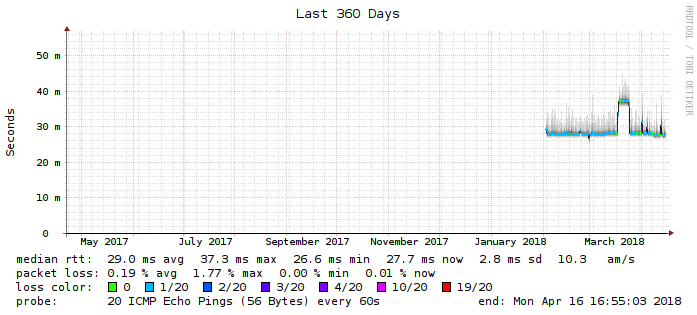 Last 360 Days
RRDTOOL / TOBI OETIKER
Seconds
50 m
40 m
30 m
20 m
10 m
0
May 2017 July 2017 September 2017 November 2017 January 2018 March 2018
median rtt: 29.0 ms avg 37.3 ms max 26.6 ms min 27.7 ms now 2.8 ms sd 10.3 am/s
packet loss: 0.19 % avg 1.77 % max 0.00 % min 0.01 % now
loss color: 0 1/20 2/20 3/20 4/20 10/20 19/20
probe: 20 ICMP Echo Pings (56 Bytes) every 60s end: Mon Apr 16 16:55:03 2018